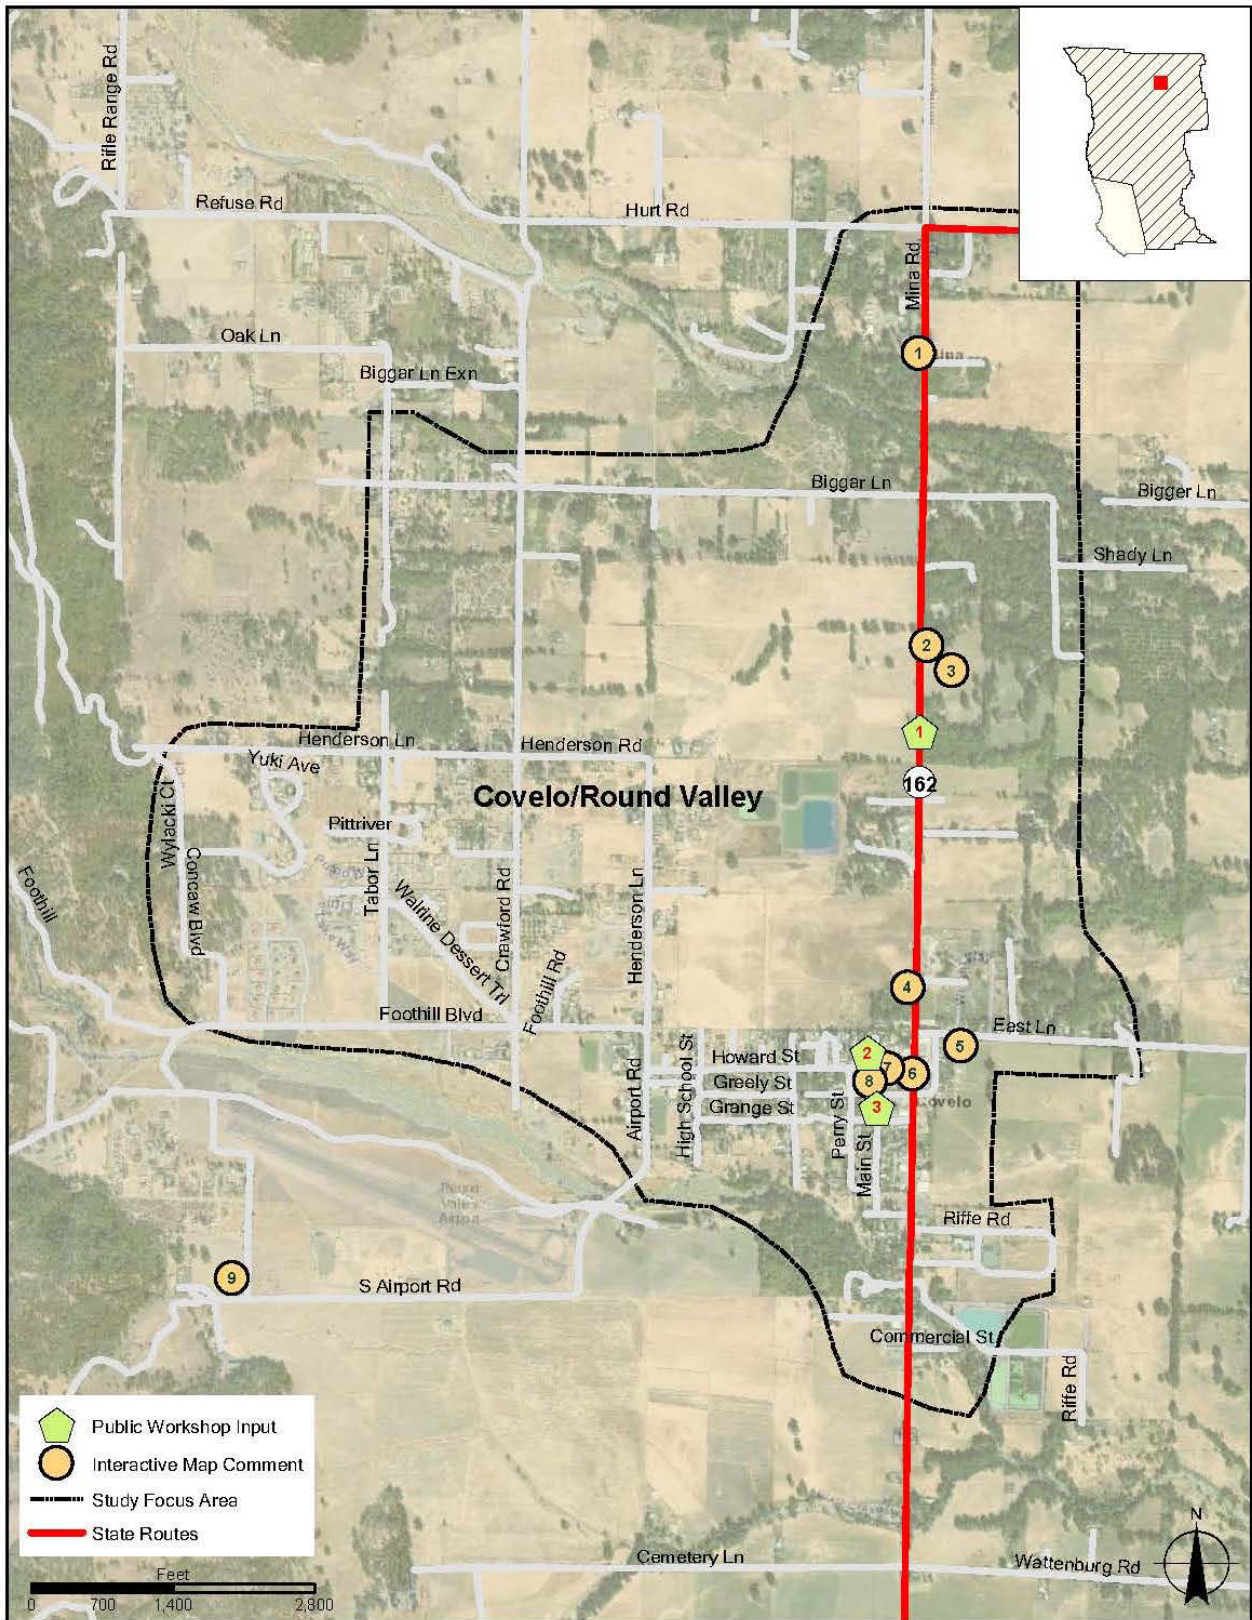 Rifle Range Rd
Refuse Rd
Hurt Rd
Mina Rd
Oak Ln
1
Biggar Ln Exn
Biggar Ln
Bigger Ln
Shady Ln
2
3
1
Henderson Ln
Henderson Rd
Yuki Ave
162
Covelo/Round Valley
Wylacki Ct
Pittriver
Concaw Blvd
Tabor Ln
Walrine Dessert Trl
Crawford Rd
Henderson Ln
Foothill
Foothill Rd
4
Foothill Blvd
East Ln
5
Howard St
2
7
6
Greely St
8
Grange St
3
Covelo
Airport Rd
High School St
Perry St
Main St
Round
Valley
Airport
Riffe Rd
9
S Airport Rd
Commercial St
Riffe Rd
Public Workshop Input
Interactive Map Comment
Study Focus Area
State Routes
Feet
0 700 1,400 2,800
Cemetery Ln
Wattenburg Rd
N